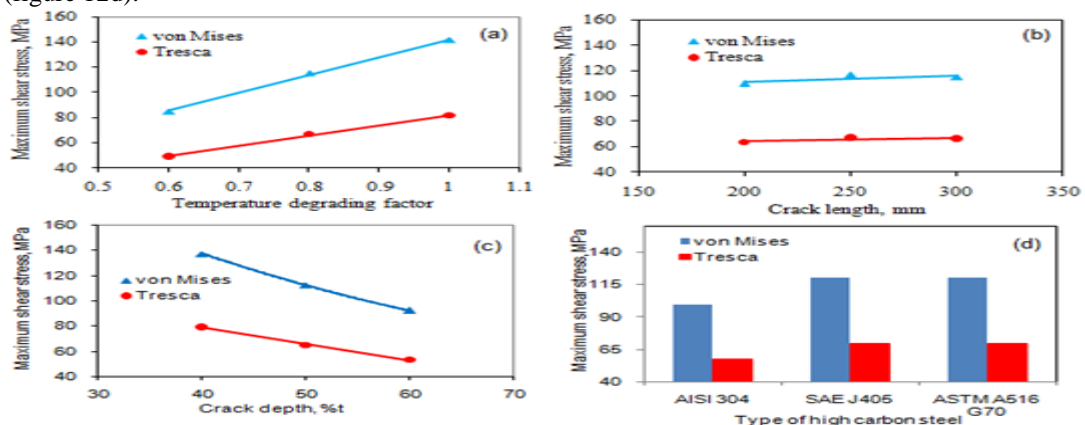 (figure 12d).
160
140
120
100
80
60
40
Maximum shear stress, MPa
von Mises
Tresca
(a)
0.5 0.6 0.7 0.8 0.9 1 1.1
Temperature degrading factor
160
140
120
100
80
60
40
Maximum shear stress, MPa
von Mises
Tresca
(b)
150 200 250 300 350
Crack length, mm
160
140
120
100
80
60
40
Maximum shear stress,MPa
von Mises
Tresca
(c)
30 40 50 60 70
Crack depth, %t
140
115
90
65
40
Maximum shear stress,MPa
von Mises
Tresca
(d)
AISI 304 SAE J405 ASTM A516
G70
Type of high carbon steel